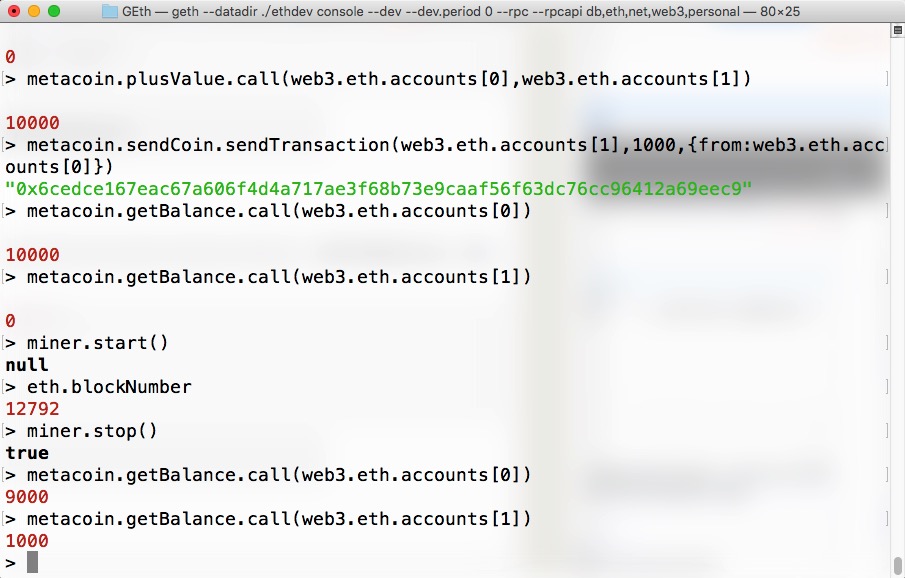 GEth — geth --datadir ./ethdev console --dev --dev.period 0 --rpc --rpcapi db,eth,net,web3,personal — 80×25
0
> metacoin.plusValue.call(web3.eth.accounts[0],web3.eth.accounts[1])
10000
> metacoin.sendCoin.sendTransaction(web3.eth.accounts[1],1000,{from:web3.eth.acc
ounts[0]})
"0x6cedce167eac67a606f4d4a717ae3f68b73e9caaf56f63dc76cc96412a69eec9"
> metacoin.getBalance.call(web3.eth.accounts[0])
10000
> metacoin.getBalance.call(web3.eth.accounts[1])
0
> miner.start()
null
> eth.blockNumber
12792
> miner.stop()
true
> metacoin.getBalance.call(web3.eth.accounts[0])
9000
> metacoin.getBalance.call(web3.eth.accounts[1])
1000
>